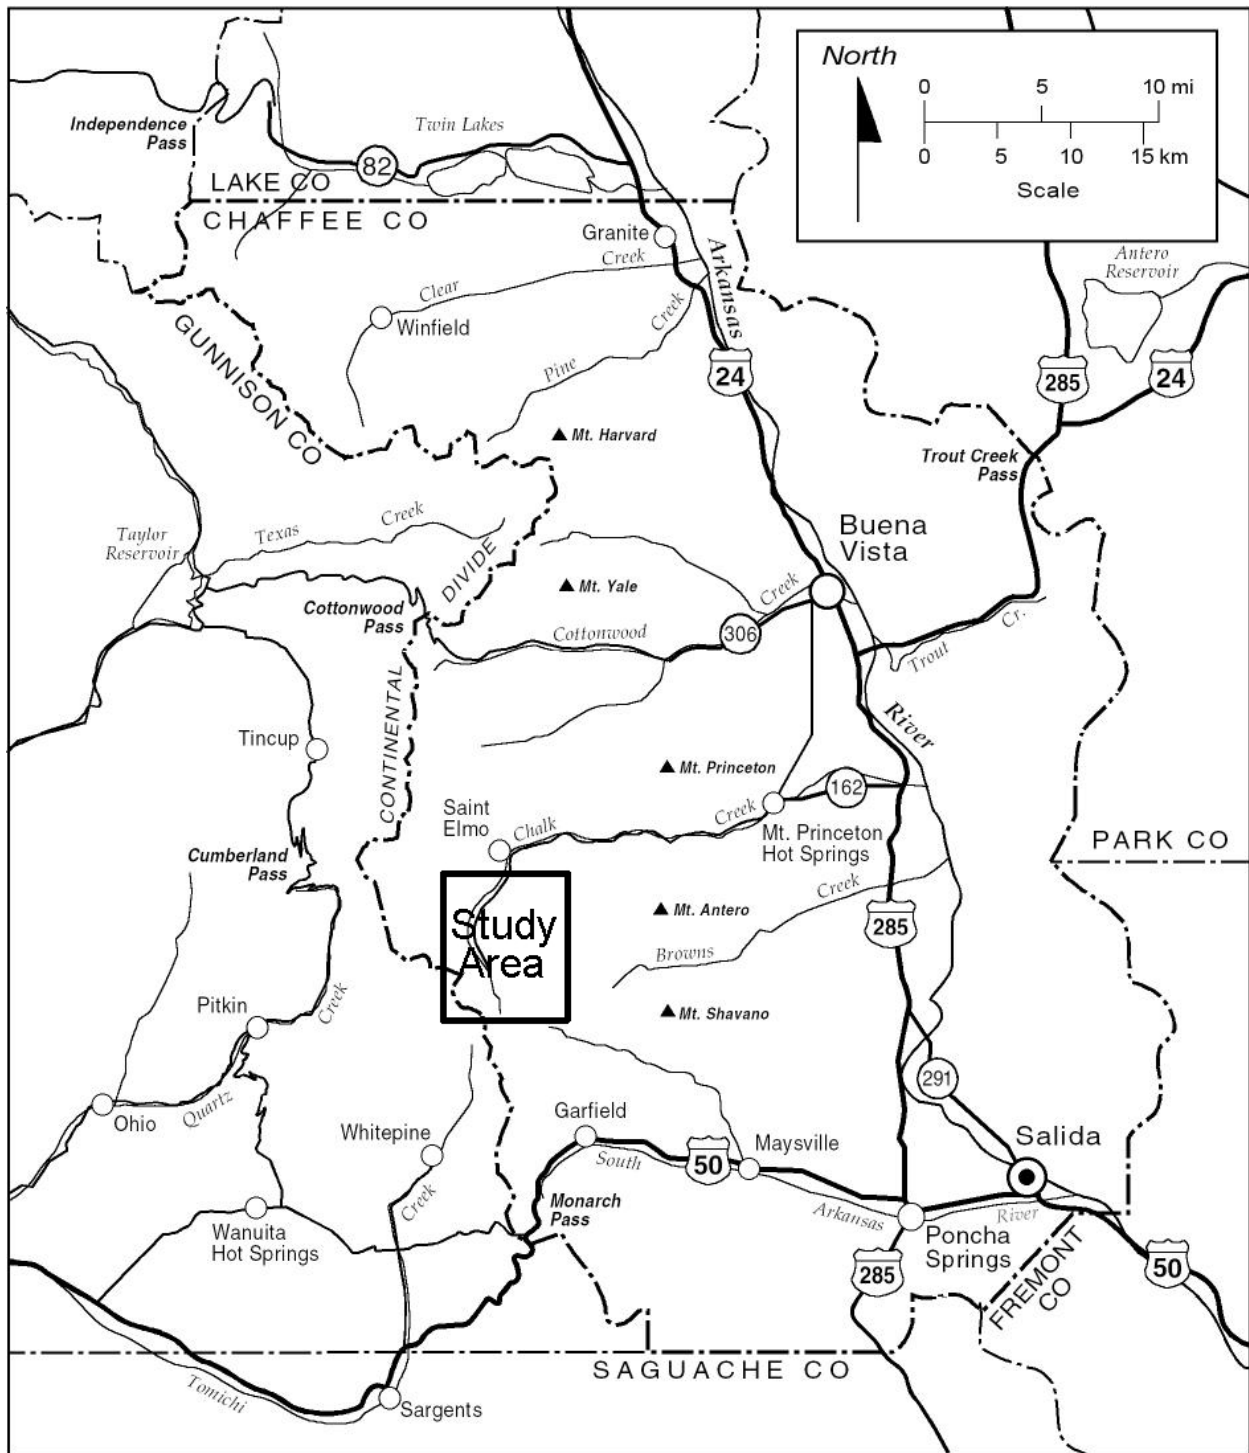 North
0 5 10 mi
0 5 10 15 km
Scale
Independence
Pass
Twin Lakes
82
LAKE CO
CHAFFEE CO
Granite
Arkansas
Antero
Reservoir
Clear
Creek
Winfield
Pine
Creek
GUNNISON CO
24
285
24
Mt. Harvard
Trout Creek
Pass
Taylor
Reservoir
Texas
Creek
DIVIDE
Buena
Vista
Mt. Yale
Cottonwood
Pass
Cottonwood
Creek
306
Trout
Cr.
CONTINENTAL
River
Tincup
Mt. Princeton
162
Saint
Elmo
Chalk
Creek
Mt. Princeton
Hot Springs
PARK CO
Cumberland
Pass
Study
Area
Mt. Antero
Browns
Creek
285
Pitkin
Creek
Mt. Shavano
Quartz
Ohio
291
Whitepine
Creek
Garfield
South
50
Maysville
Salida
Wanuita
Hot Springs
Monarch
Pass
Arkansas
River
Poncha
Springs
285
FREMONT
CO
50
SAGUACHE CO
Tomichi
Sargents